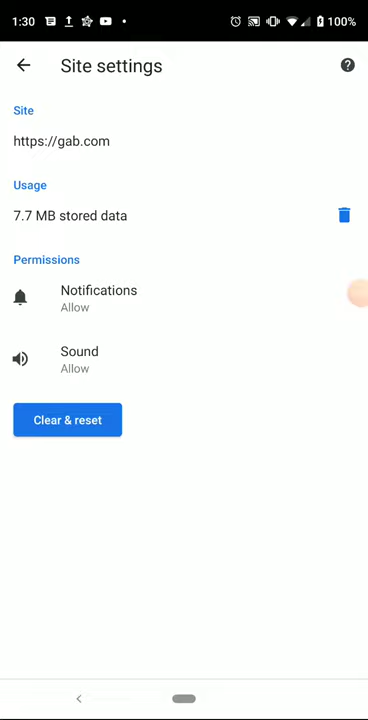 1:30
100%
Site settings
Site
https://gab.com
Usage
7.7 MB stored data
Permissions
Notifications
Allow
Sound
Allow
Clear & reset